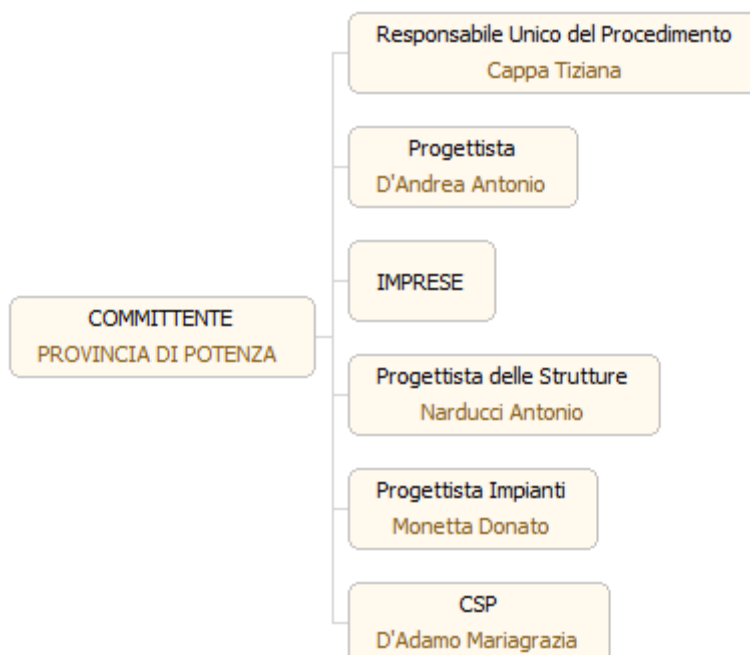 Responsabile Unico del Procedimento
Cappa Tiziana
Progettista
D'Andrea Antonio
IMPRESE
COMMITTENTE
PROVINCIA DI POTENZA
Progettista delle Strutture
Narducci Antonio
Progettista Impianti
Monetta Donato
CSP
D'Adamo Mariagrazia